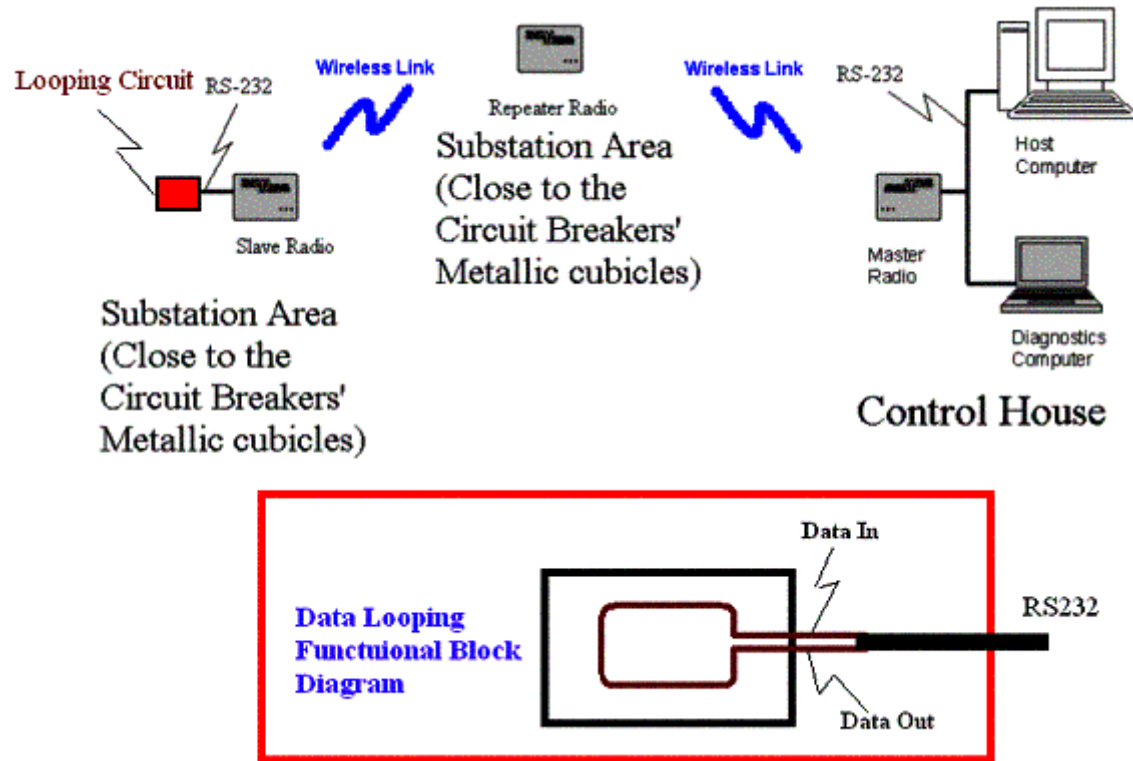 Looping Circuit
RS-232
Wireless Link
Repeater Radio
Wireless Link
RS-232
Host
Computer
Slave Radio
Substation Area
(Close to the
Circuit Breakers'
Metallic cubicles)
Master
Radio
Diagnostics
Computer
Substation Area
(Close to the
Circuit Breakers'
Metallic cubicles)
Control House
Data Looping
Functuional Block
Diagram
Data In
RS232
Data Out